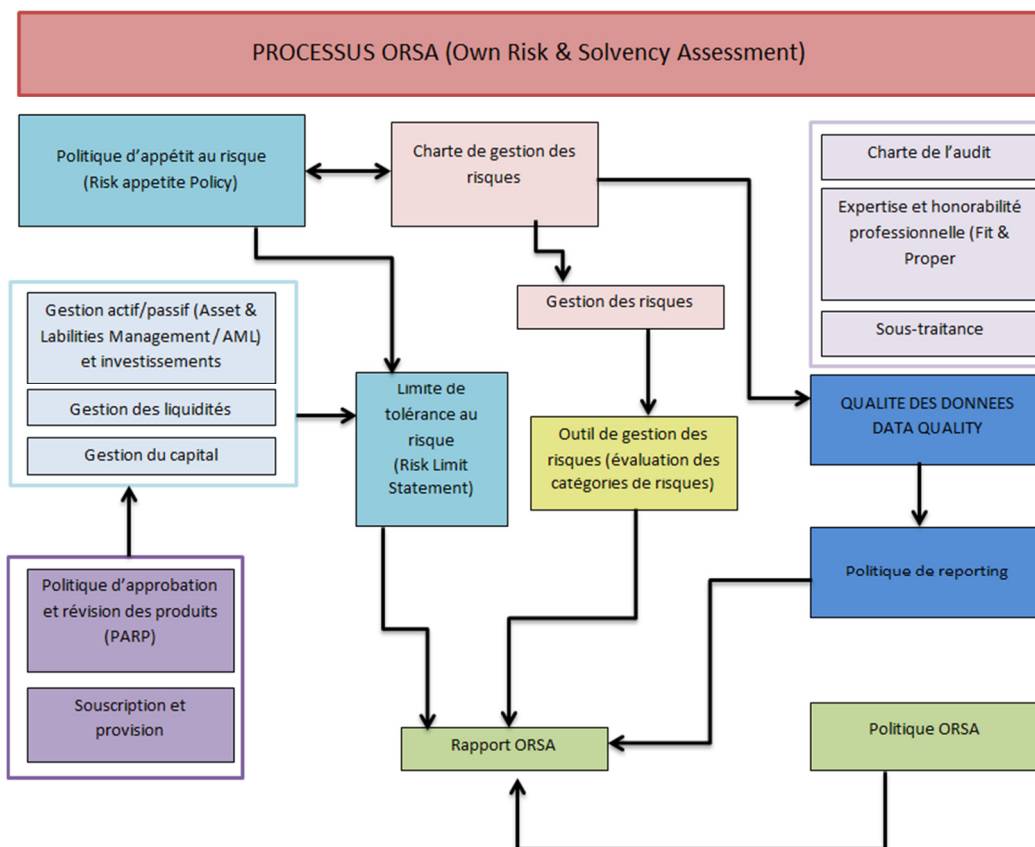 PROCESSUS ORSA (Own Risk & Solvency Assessment)
Politique d'appétit au risque
(Risk appetite Policy)
Charte de gestion des
risques
Charte de l'audit
Expertise et honorabilité
professionnelle (Fit &
Proper
Sous-traitance
Gestion des risques
Gestion actif/passif (Asset &
Labilities Management / AML)
et investissements
Gestion des liquidités
Gestion du capital
Limite de
tolérance au
risque
(Risk Limit
Statement)
Outil de gestion des
risques (évaluation des
catégories de risques)
QUALITE DES DONNEES
DATA QUALITY
Politique de reporting
Politique d'approbation
et révision des produits
(PARP)
Souscription et
provision
Rapport ORSA
Politique ORSA